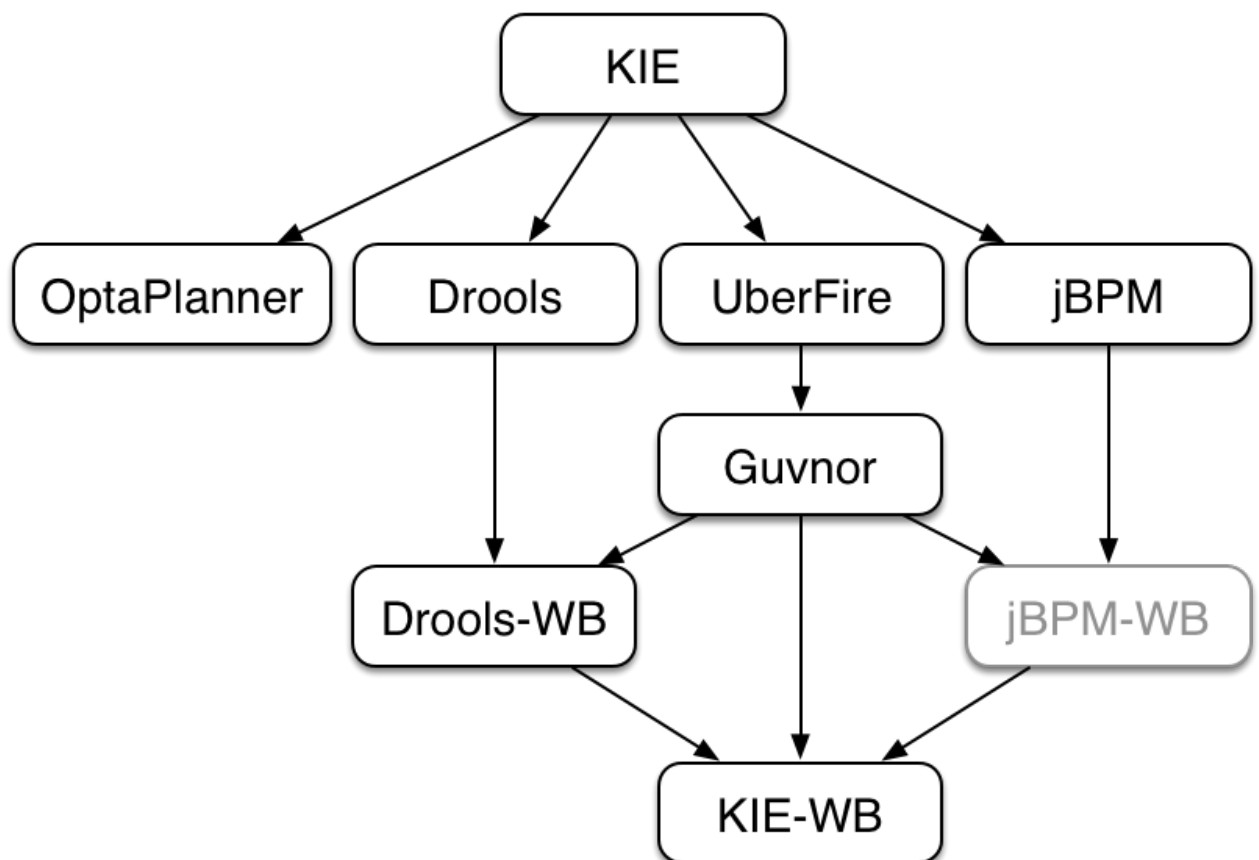 KIE
OptaPlanner
Drools
UberFire
jBPM
Guvnor
Drools-WB
jBPM-WB
KIE-WB